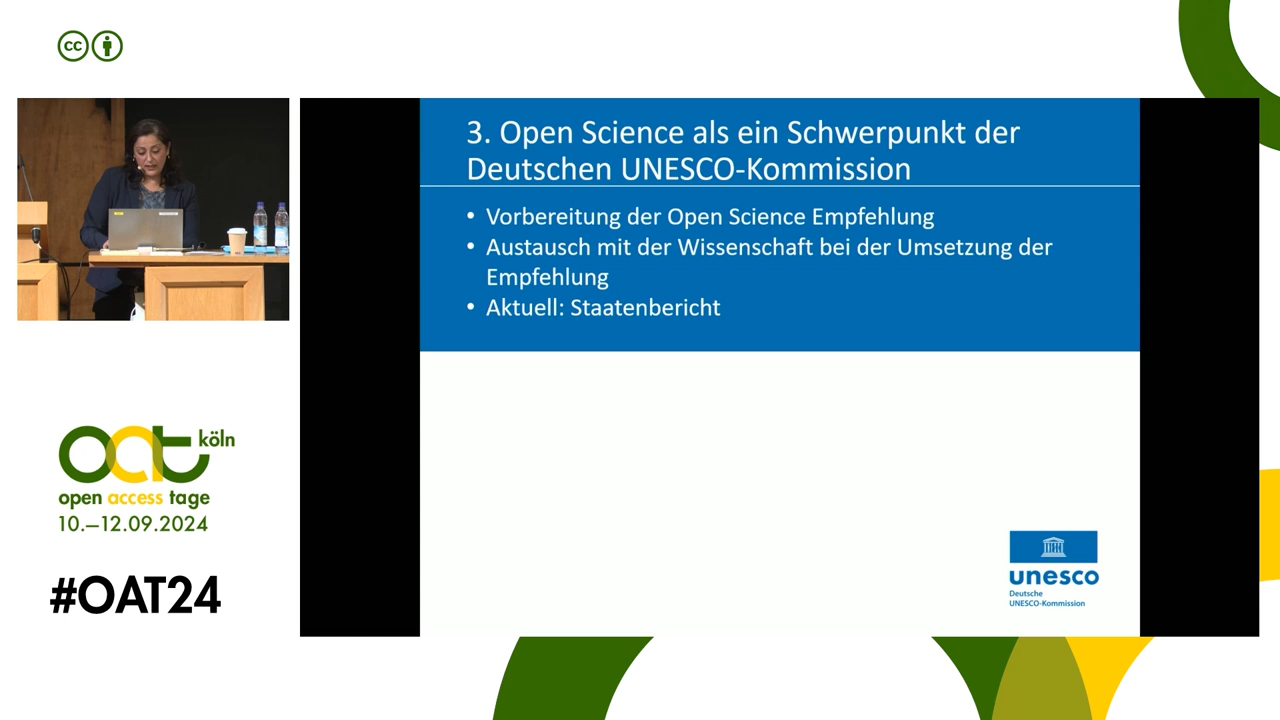 cc
3. Open Science als ein Schwerpunkt der
Deutschen UNESCO-Kommission
• Vorbereitung der Open Science Empfehlung
• Austausch mit der Wissenschaft bei der Umsetzung der
Empfehlung
• Aktuell: Staatenbericht
oat köln
open access tage
10.–12.09.2024
#OAT24
unesco
Deutsche
UNESCO-Kommission